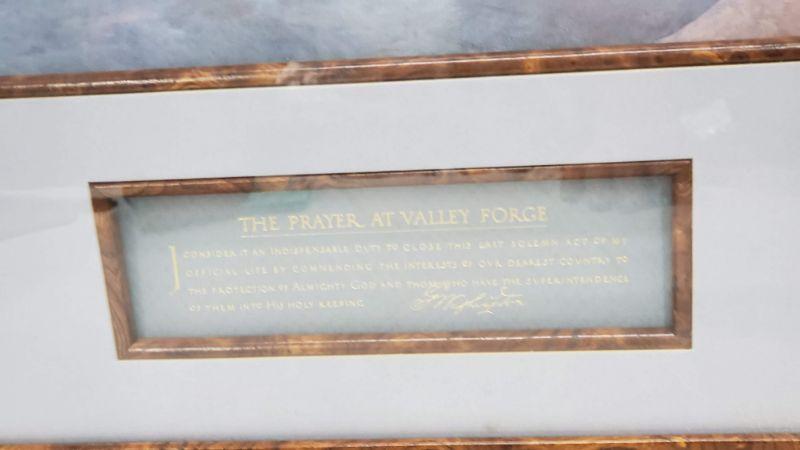 THE PRAYER AT VALLEY FORGE
I CONSIDER IT AN INDISPENSABLE DUTY TO CLOSE THIS LAST SOLEMN ACT OF MY
OFFICIAL LIFE BY COMMENDING THE INTERESTS OF OUR DEAREST COUNTRY TO
THE PROTECTION OF ALMIGHTY GOD AND THOSE WHO HAVE THE SUPERINTENDENCE
OF THEM INTO HIS HOLY KEEPING
G Washington